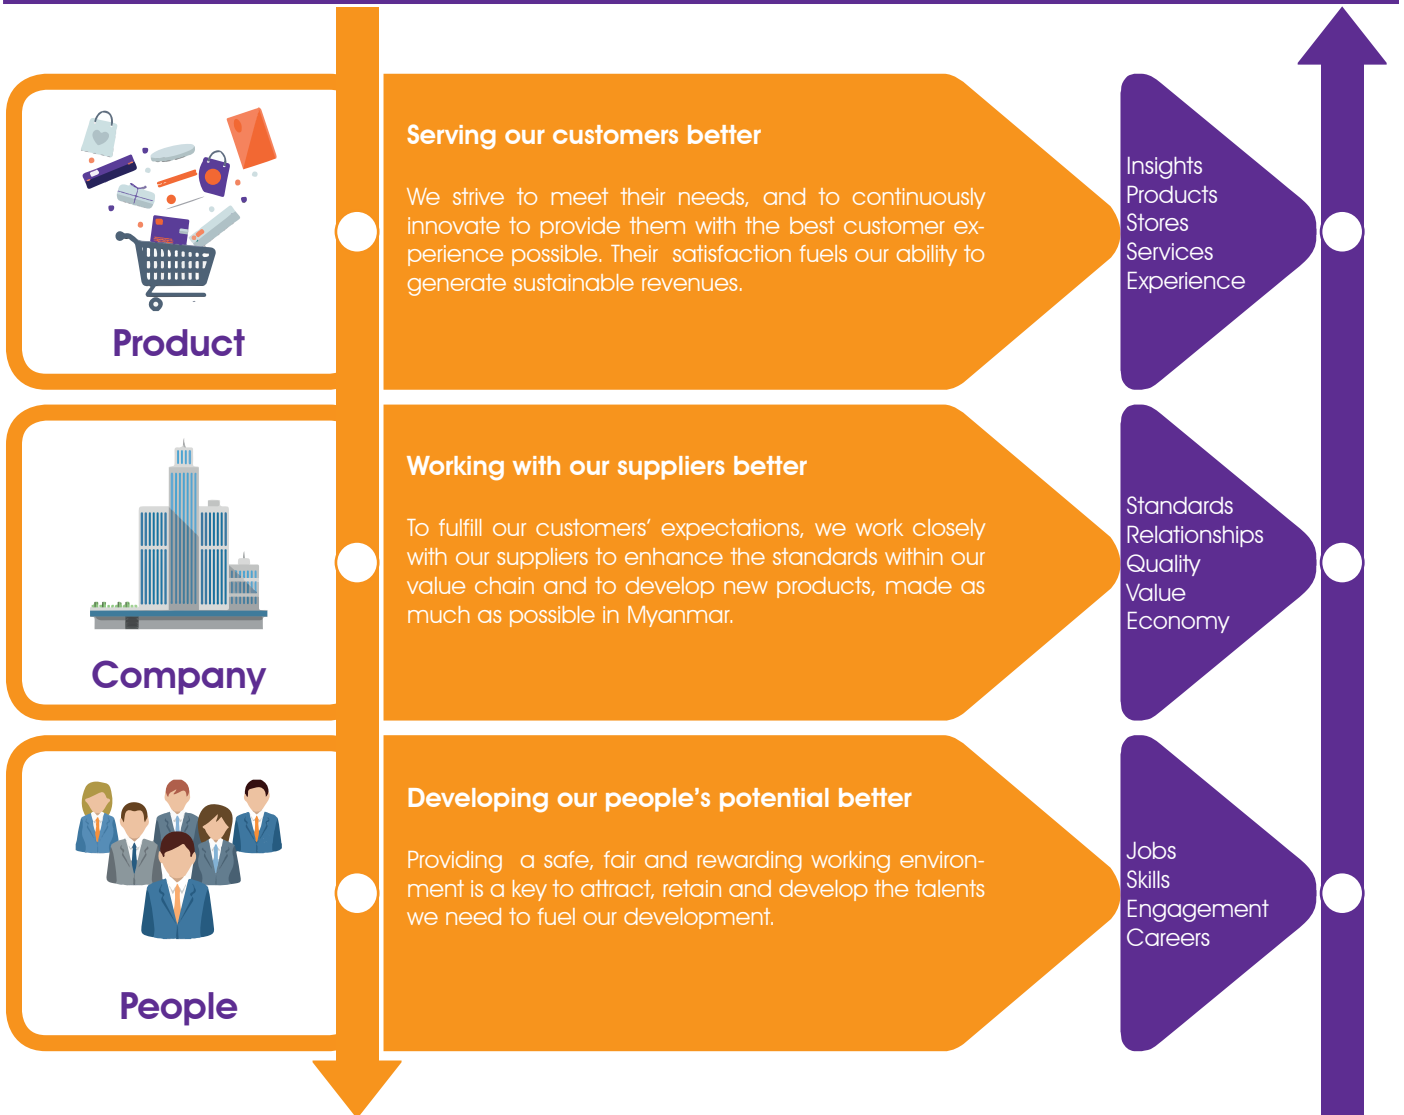 Product
Serving our customers better
We strive to meet their needs, and to continuously
innovate to provide them with the best customer ex-
perience possible. Their satisfaction fuels our ability to
generate sustainable revenues.
Insights
Products
Stores
Services
Experience
Company
Working with our suppliers better
To fulfill our customers’ expectations, we work closely
with our suppliers to enhance the standards within our
value chain and to develop new products, made as
much as possible in Myanmar.
Standards
Relationships
Quality
Value
Economy
People
Developing our people’s potential better
Providing a safe, fair and rewarding working environ-
ment is a key to attract, retain and develop the talents
we need to fuel our development.
Jobs
Skills
Engagement
Careers